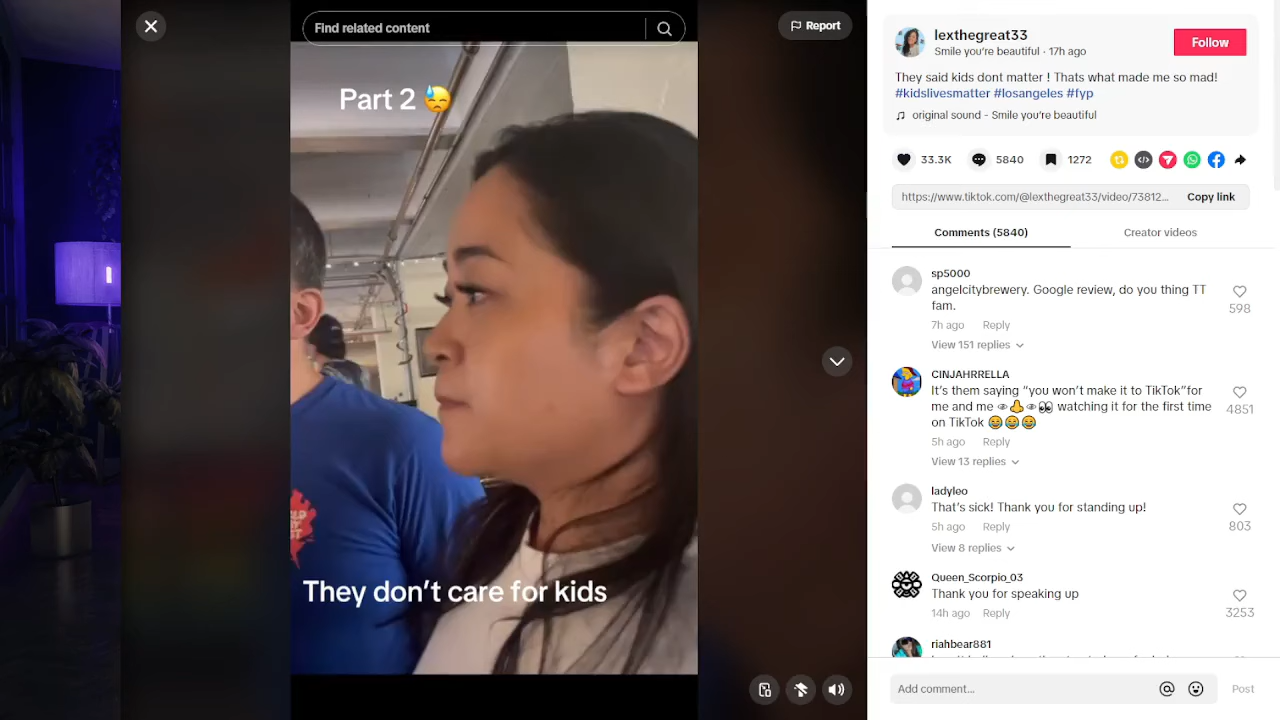 Find related content
Report
Part 2 😓
They don't care for kids
lexthegreat33
Smile you're beautiful · 17h ago
Follow
They said kids dont matter ! Thats what made me so mad!
#kidslivesmatter #losangeles #fyp
original sound - Smile you're beautiful
33.3K
5840
1272
https://www.tiktok.com/@lexthegreat33/video/73812...
Copy link
Comments (5840)
Creator videos
sp5000
angelcitybrewery. Google review, do you thing TT
fam.
598
7h ago
Reply
View 151 replies
CINJAHRRELLA
It's them saying "you won't make it to TikTok"for
me and me 👁👃👁👀 watching it for the first time
on TikTok 😂😂😂
4851
5h ago
Reply
View 13 replies
ladyleo
That's sick! Thank you for standing up!
803
5h ago
Reply
View 8 replies
Queen_Scorpio_03
Thank you for speaking up
3253
14h ago
Reply
riahbear881
Add comment...
Post